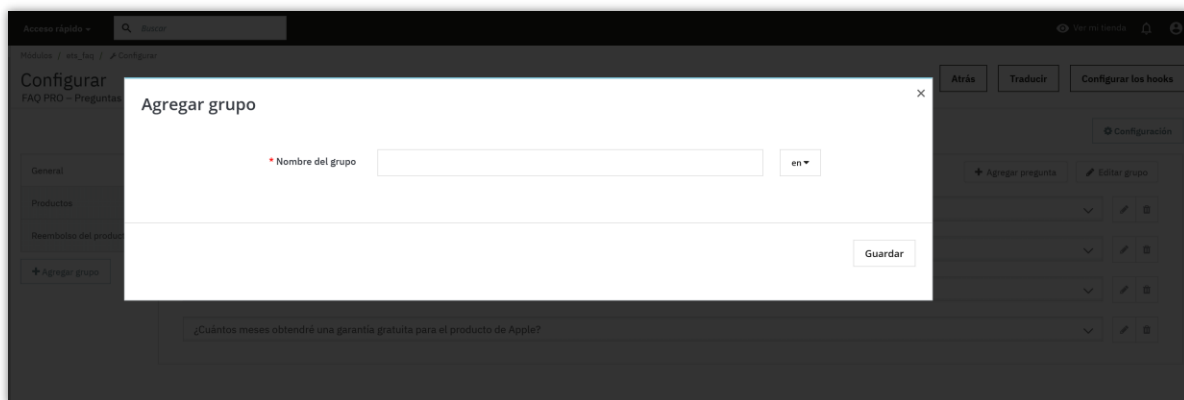 Acceso rápido
Buscar
Ver mi tienda
Módulos / ets_faq / Configurar
Configurar
FAQ PRO – Preguntas
Atrás
Traducir
Configurar los hooks
Agregar grupo
×
* Nombre del grupo
en
Guardar
Configuración
General
Productos
Reembolso del product
+ Agregar grupo
+ Agregar pregunta
Editar grupo
¿Cuántos meses obtendré una garantía gratuita para el producto de Apple?